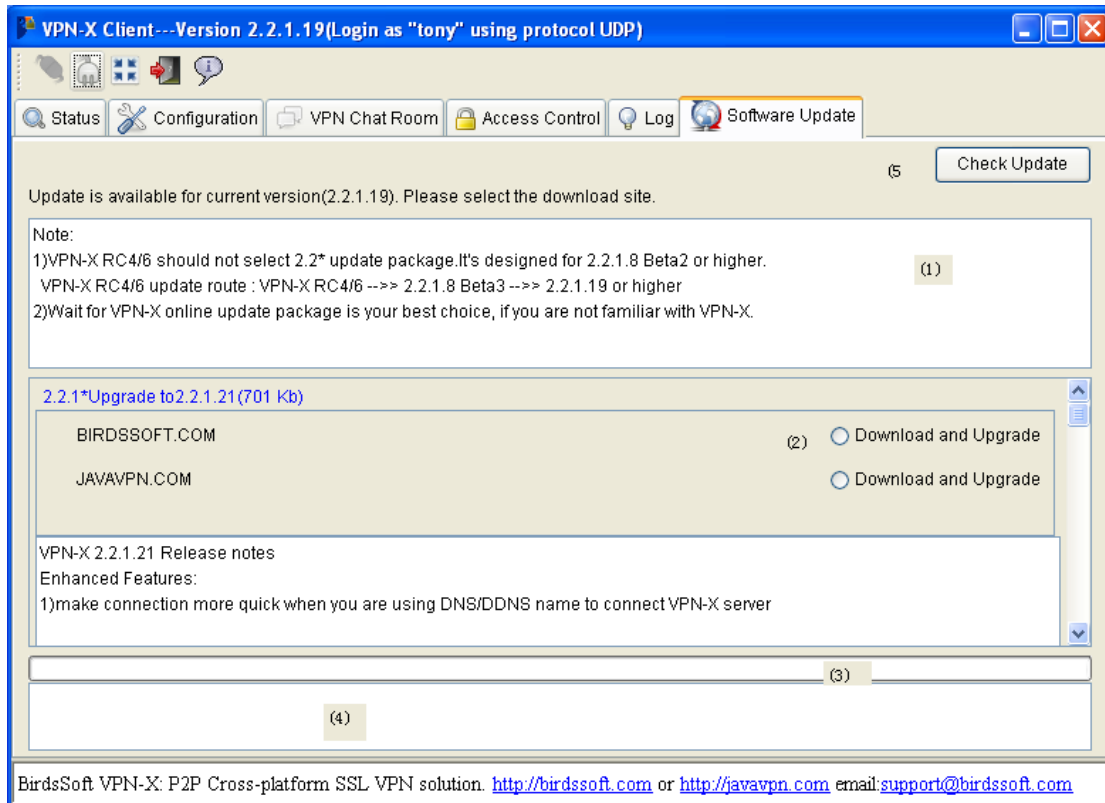 VPN-X Client---Version 2.2.1.19(Login as "tony" using protocol UDP)
Status Configuration VPN Chat Room Access Control Log Software Update
(5 Check Update
Update is available for current version(2.2.1.19). Please select the download site.
Note:
1)VPN-X RC4/6 should not select 2.2* update package.It's designed for 2.2.1.8 Beta2 or higher.
(1)
VPN-X RC4/6 update route : VPN-X RC4/6 -->> 2.2.1.8 Beta3 -->> 2.2.1.19 or higher
2)Wait for VPN-X online update package is your best choice, if you are not familiar with VPN-X.
2.2.1*Upgrade to2.2.1.21(701 Kb)
BIRDSSOFT.COM (2) Download and Upgrade
JAVAVPN.COM Download and Upgrade
VPN-X 2.2.1.21 Release notes
Enhanced Features:
1)make connection more quick when you are using DNS/DDNS name to connect VPN-X server
(3)
(4)
BirdsSoft VPN-X: P2P Cross-platform SSL VPN solution. http://birdssoft.com or http://javavpn.com email:support@birdssoft.com